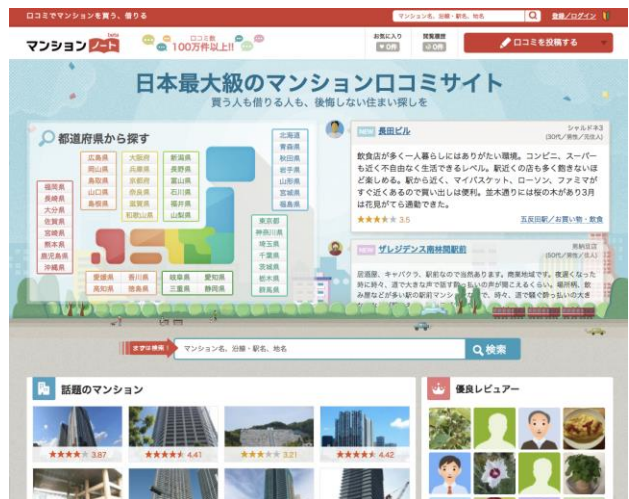 口コミでマンションを買う、借りる
マンション名、沿線・駅名、地名
登録/ログイン
マンションノート
beta
口コミ数
100万件以上!!
お気に入り
0件
閲覧履歴
0件
口コミを投稿する
日本最大級のマンション口コミサイト
買う人も借りる人も、後悔しない住まい探しを
都道府県から探す
北海道
青森県
秋田県
岩手県
山形県
宮城県
福島県
広島県
岡山県
鳥取県
山口県
島根県
大阪府
兵庫県
京都府
奈良県
滋賀県
和歌山県
新潟県
長野県
富山県
石川県
福井県
山梨県
福岡県
長崎県
大分県
佐賀県
宮崎県
熊本県
鹿児島県
沖縄県
東京都
神奈川県
埼玉県
千葉県
茨城県
栃木県
群馬県
愛媛県
香川県
高知県
徳島県
岐阜県
愛知県
三重県
静岡県
NEW 長田ビル
シャルドネ3
(30代/男性/元住人)
飲食店が多く一人暮らしにはありがたい環境。コンビニ、スーパー
も近く不自由なく生活できるレベル。駅近くの店も多く飽きないほ
ど楽しめる。駅から近く、マイバスケット、ローソン、ファミマが
すぐ近くあるので買い出しは便利。並木通りには桜の木があり3月
は花見がてら通勤できた。
3.5
五反田駅/お買い物・飲食
NEW ザレジデンス南林間駅前
(50代/男性/住人)
居酒屋、キャバクラ、駅前なので当然あります。商業地域です。夜遅くなった
時に時々、道で大きな声で話す酔っ払いの声が聞こえるくらい。
まずは検索!
マンション名、沿線・駅名、地名
検索
話題のマンション
3.87
4.41
3.21
4.42
優良レビュアー